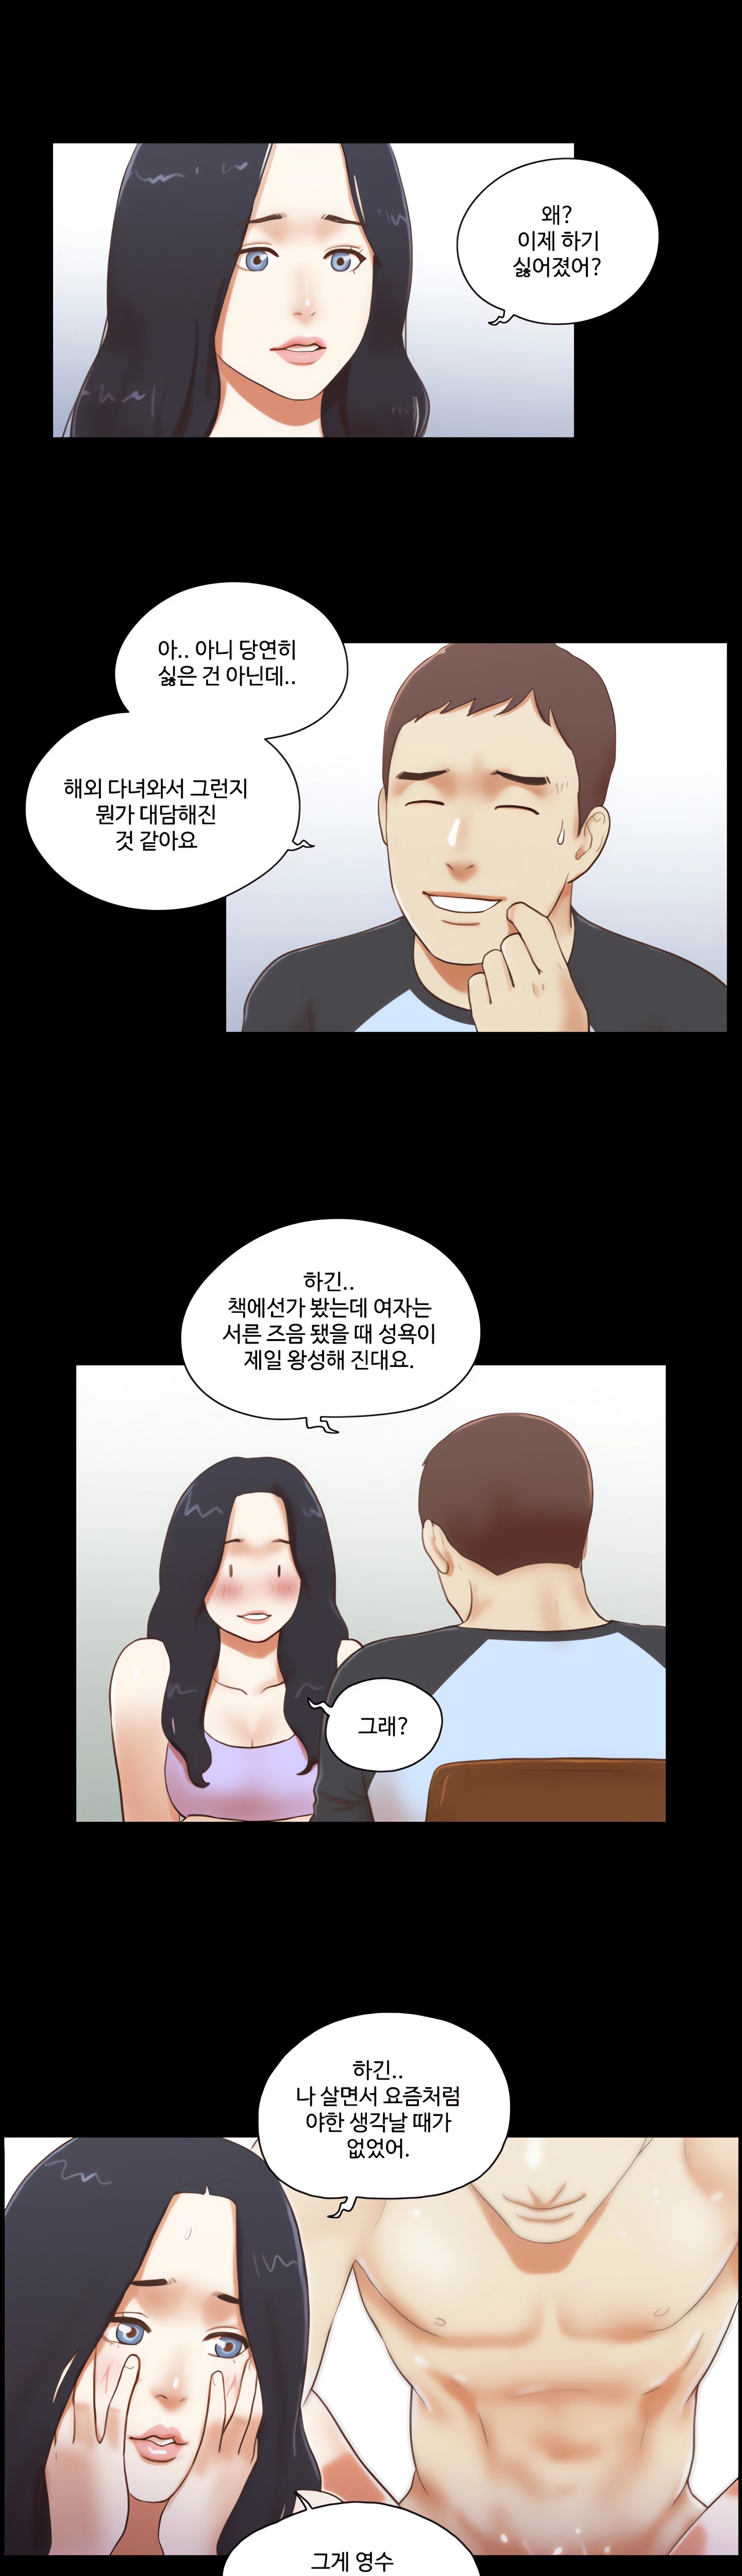 왜?
이제 하기
싫어졌어?
아.. 아니 당연히
싫은 건 아닌데..
해외 다녀와서 그런지
뭔가 대담해진
것 같아요
하긴..
책에선가 봤는데 여자는
서른 즈음 됐을 때 성욕이
제일 왕성해 진대요.
그래?
하긴..
나 살면서 요즘처럼
야한 생각날 때가
없었어.
그게 영수